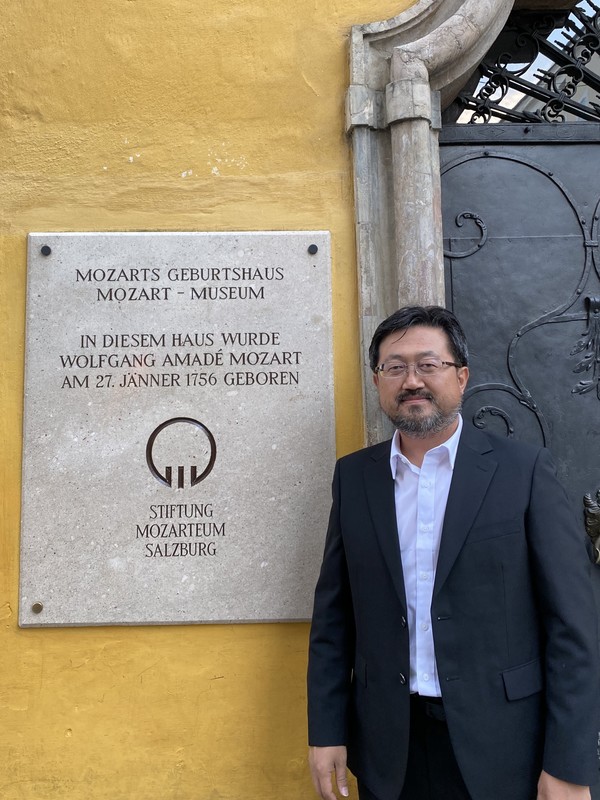 MOZARTS GEBURTSHAUS
MOZART – MUSEUM
IN DIESEM HAUS WURDE
WOLFGANG AMADÉ MOZART
AM 27. JÄNNER 1756 GEBOREN
STIFTUNG
MOZARTEUM
SALZBURG